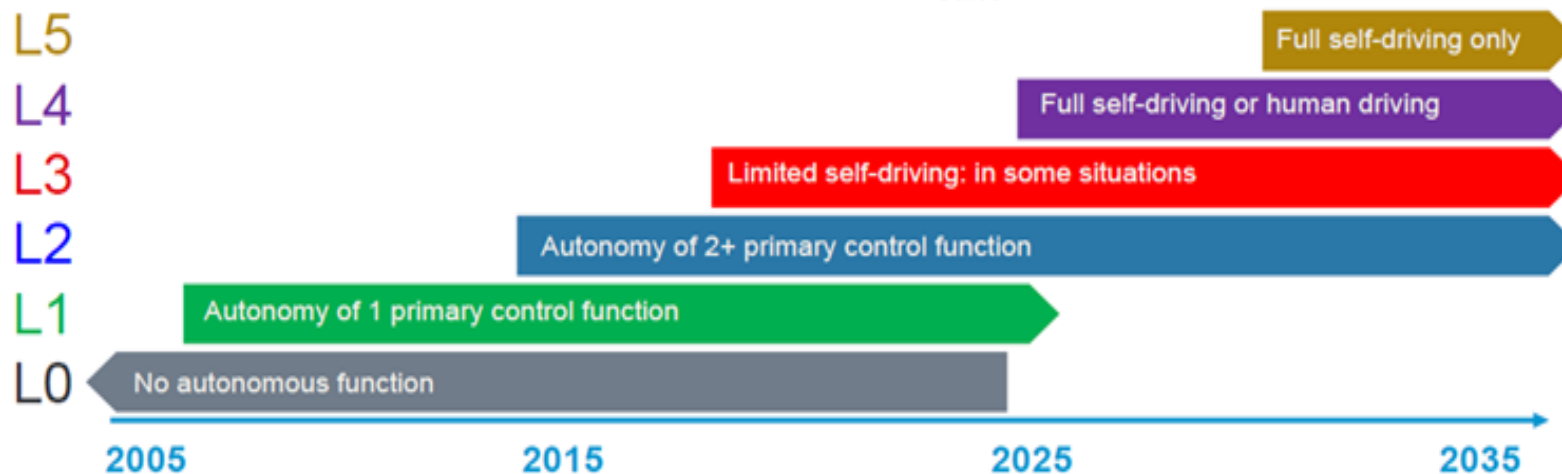 L5 Full self-driving only
L4 Full self-driving or human driving
L3 Limited self-driving: in some situations
L2 Autonomy of 2+ primary control function
L1 Autonomy of 1 primary control function
L0 No autonomous function
2005 2015 2025 2035